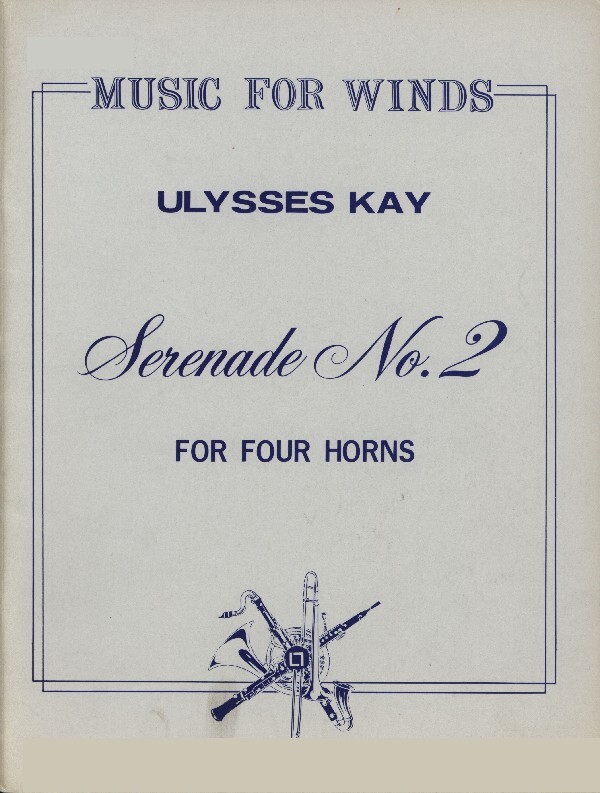 MUSIC FOR WINDS
ULYSSES KAY
Serenade No. 2
FOR FOUR HORNS